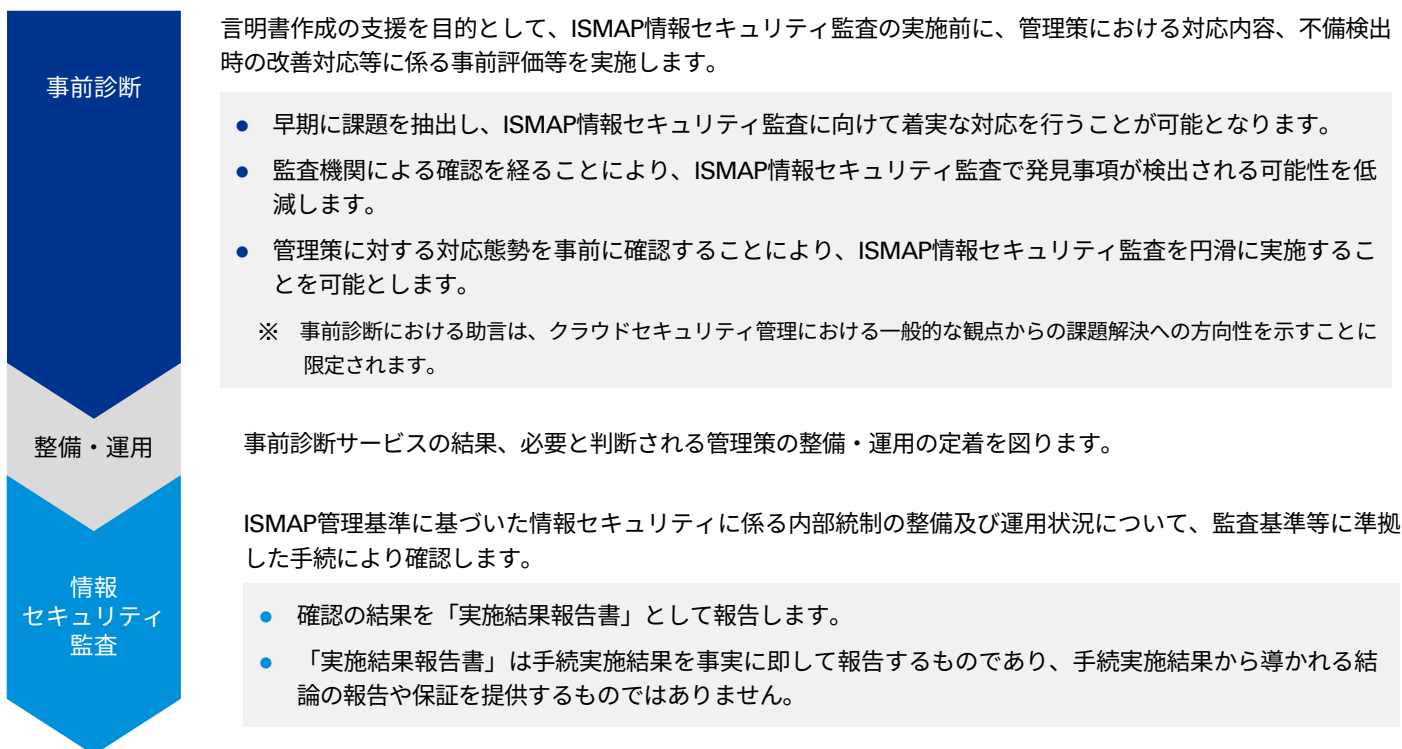 事前診断
言明書作成の支援を目的として、ISMAP情報セキュリティ監査の実施前に、管理策における対応内容、不備検出
時の改善対応等に係る事前評価等を実施します。
● 早期に課題を抽出し、ISMAP情報セキュリティ監査に向けて着実な対応を行うことが可能となります。
● 監査機関による確認を経ることにより、ISMAP情報セキュリティ監査で発見事項が検出される可能性を低
減します。
● 管理策に対する対応態勢を事前に確認することにより、ISMAP情報セキュリティ監査を円滑に実施するこ
とを可能とします。
※ 事前診断における助言は、クラウドセキュリティ管理における一般的な観点からの課題解決への方向性を示すことに
限定されます。
整備・運用
事前診断サービスの結果、必要と判断される管理策の整備・運用の定着を図ります。
情報
セキュリティ
監査
ISMAP管理基準に基づいた情報セキュリティに係る内部統制の整備及び運用状況について、監査基準等に準拠
した手続により確認します。
● 確認の結果を「実施結果報告書」として報告します。
● 「実施結果報告書」は手続実施結果を事実に即して報告するものであり、手続実施結果から導かれる結
論の報告や保証を提供するものではありません。